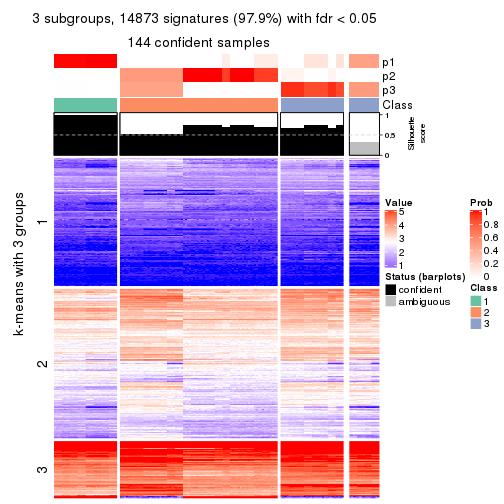 3 subgroups, 14873 signatures (97.9%) with fdr < 0.05
144 confident samples
p1
p2
p3
Class
1
0.5
0
Silhouette
score
k-means with 3 groups
1
2
3
Value
5
4
3
2
1
Status (barplots)
confident
ambiguous
Prob
1
0.8
0.6
0.4
0.2
0
Class
1
2
3